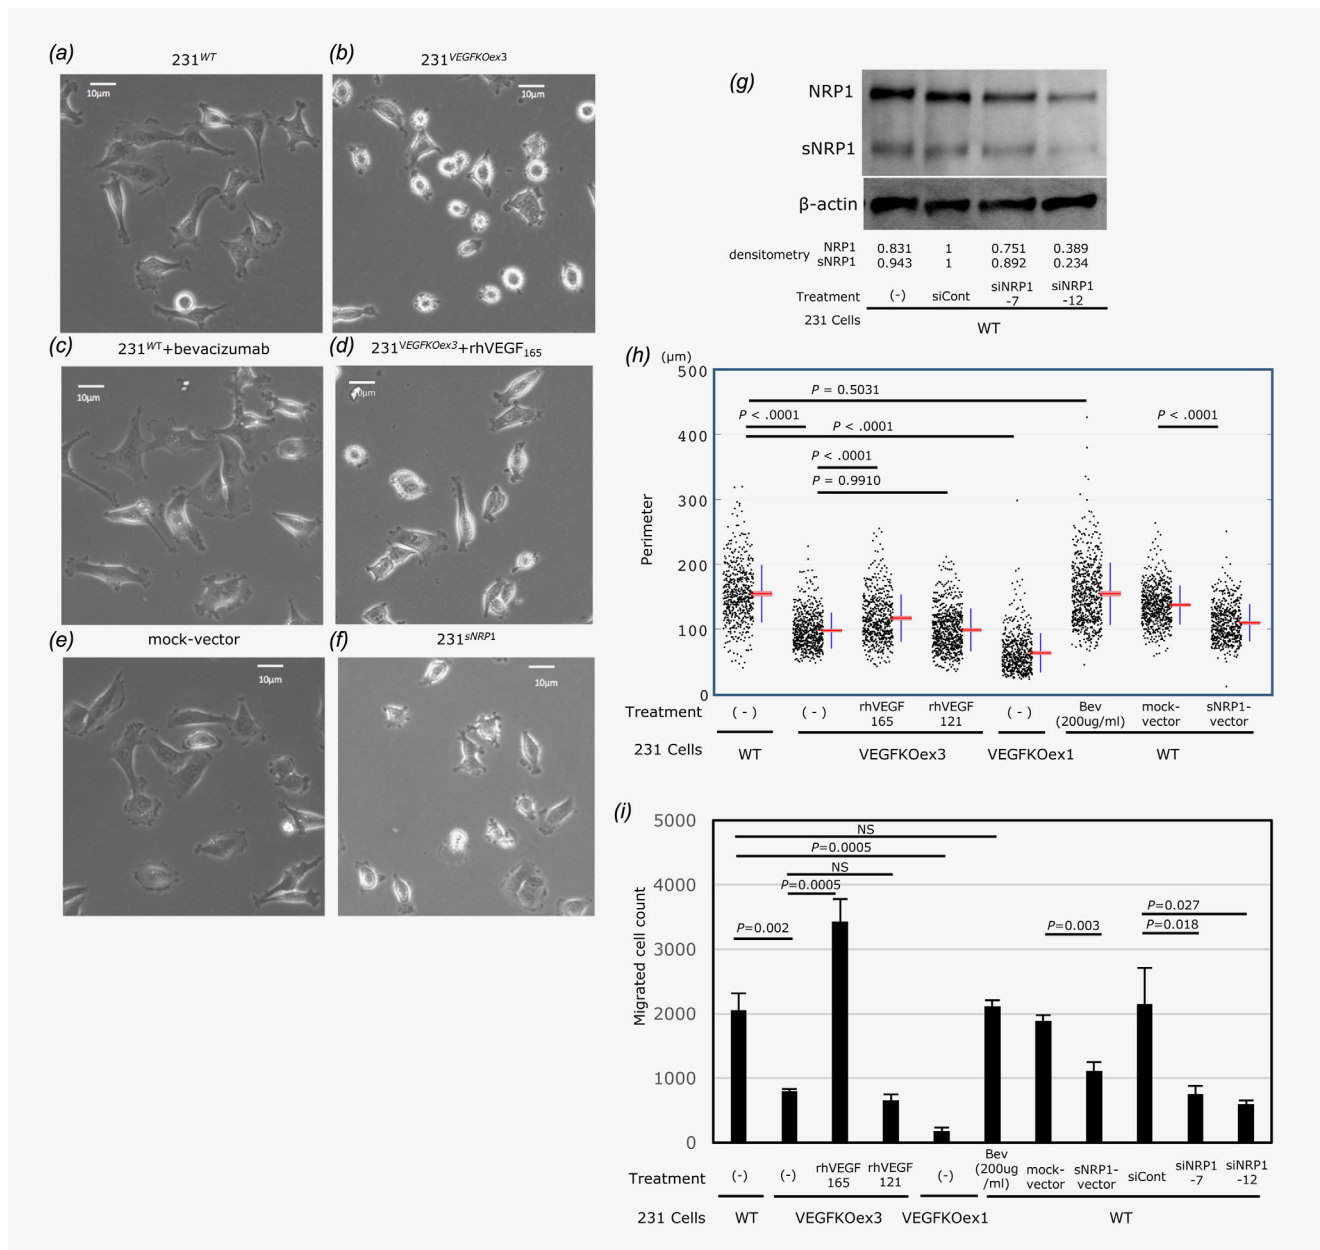 (a)
231WT
10µm
(b)
231VEGFKOex3
10µm
(c)
231WT+bevacizumab
10µm
(d)
231VEGFKOex3+rhVEGF165
(e)
mock-vector
10µm
(f)
231sNRP1
10µm
(g)
NRP1
sNRP1
β-actin
densitometry
NRP1 0.831 1 0.751 0.389
sNRP1 0.943 1 0.892 0.234
Treatment (-) siCont siNRP1-7 siNRP1-12
231 Cells WT
(h) (µm)
500
400
300
200
100
0
Perimeter
P = 0.5031
P < .0001
P < .0001
P < .0001
P < .0001
P = 0.9910
Treatment (-) (-) rhVEGF 165 rhVEGF 121 (-) Bev (200ug/ml) mock-vector sNRP1-vector
231 Cells WT VEGFKOex3 VEGFKOex1 WT
(i)
5000
4000
3000
2000
1000
0
Migrated cell count
NS
P=0.0005
NS
P=0.0005
P=0.002
P=0.003
P=0.027
P=0.018
Treatment (-) (-) rhVEGF 165 rhVEGF 121 (-) Bev (200ug /ml) mock-vector sNRP1-vector siCont siNRP1-7 siNRP1-12
231 Cells WT VEGFKOex3 VEGFKOex1 WT